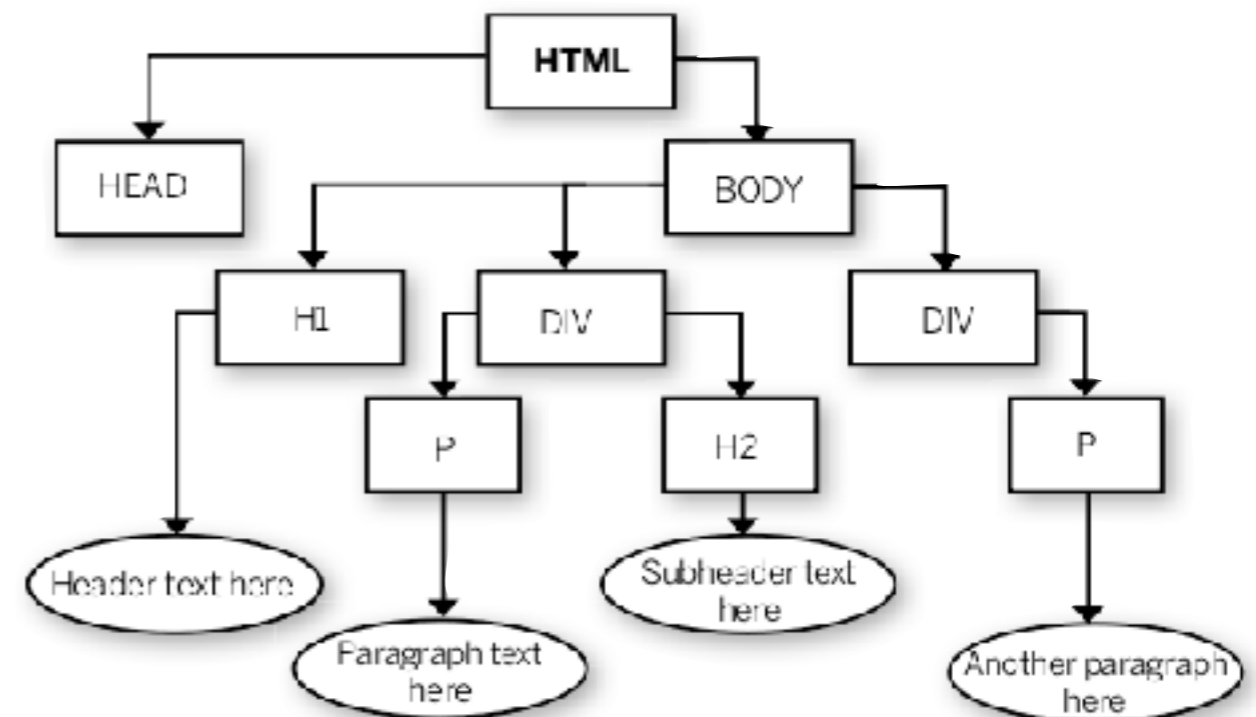 HTML
HEAD
BODY
H1
DIV
DIV
P
H2
P
Header text here
Subheader text
here
Paragraph text
here
Another paragraph
here